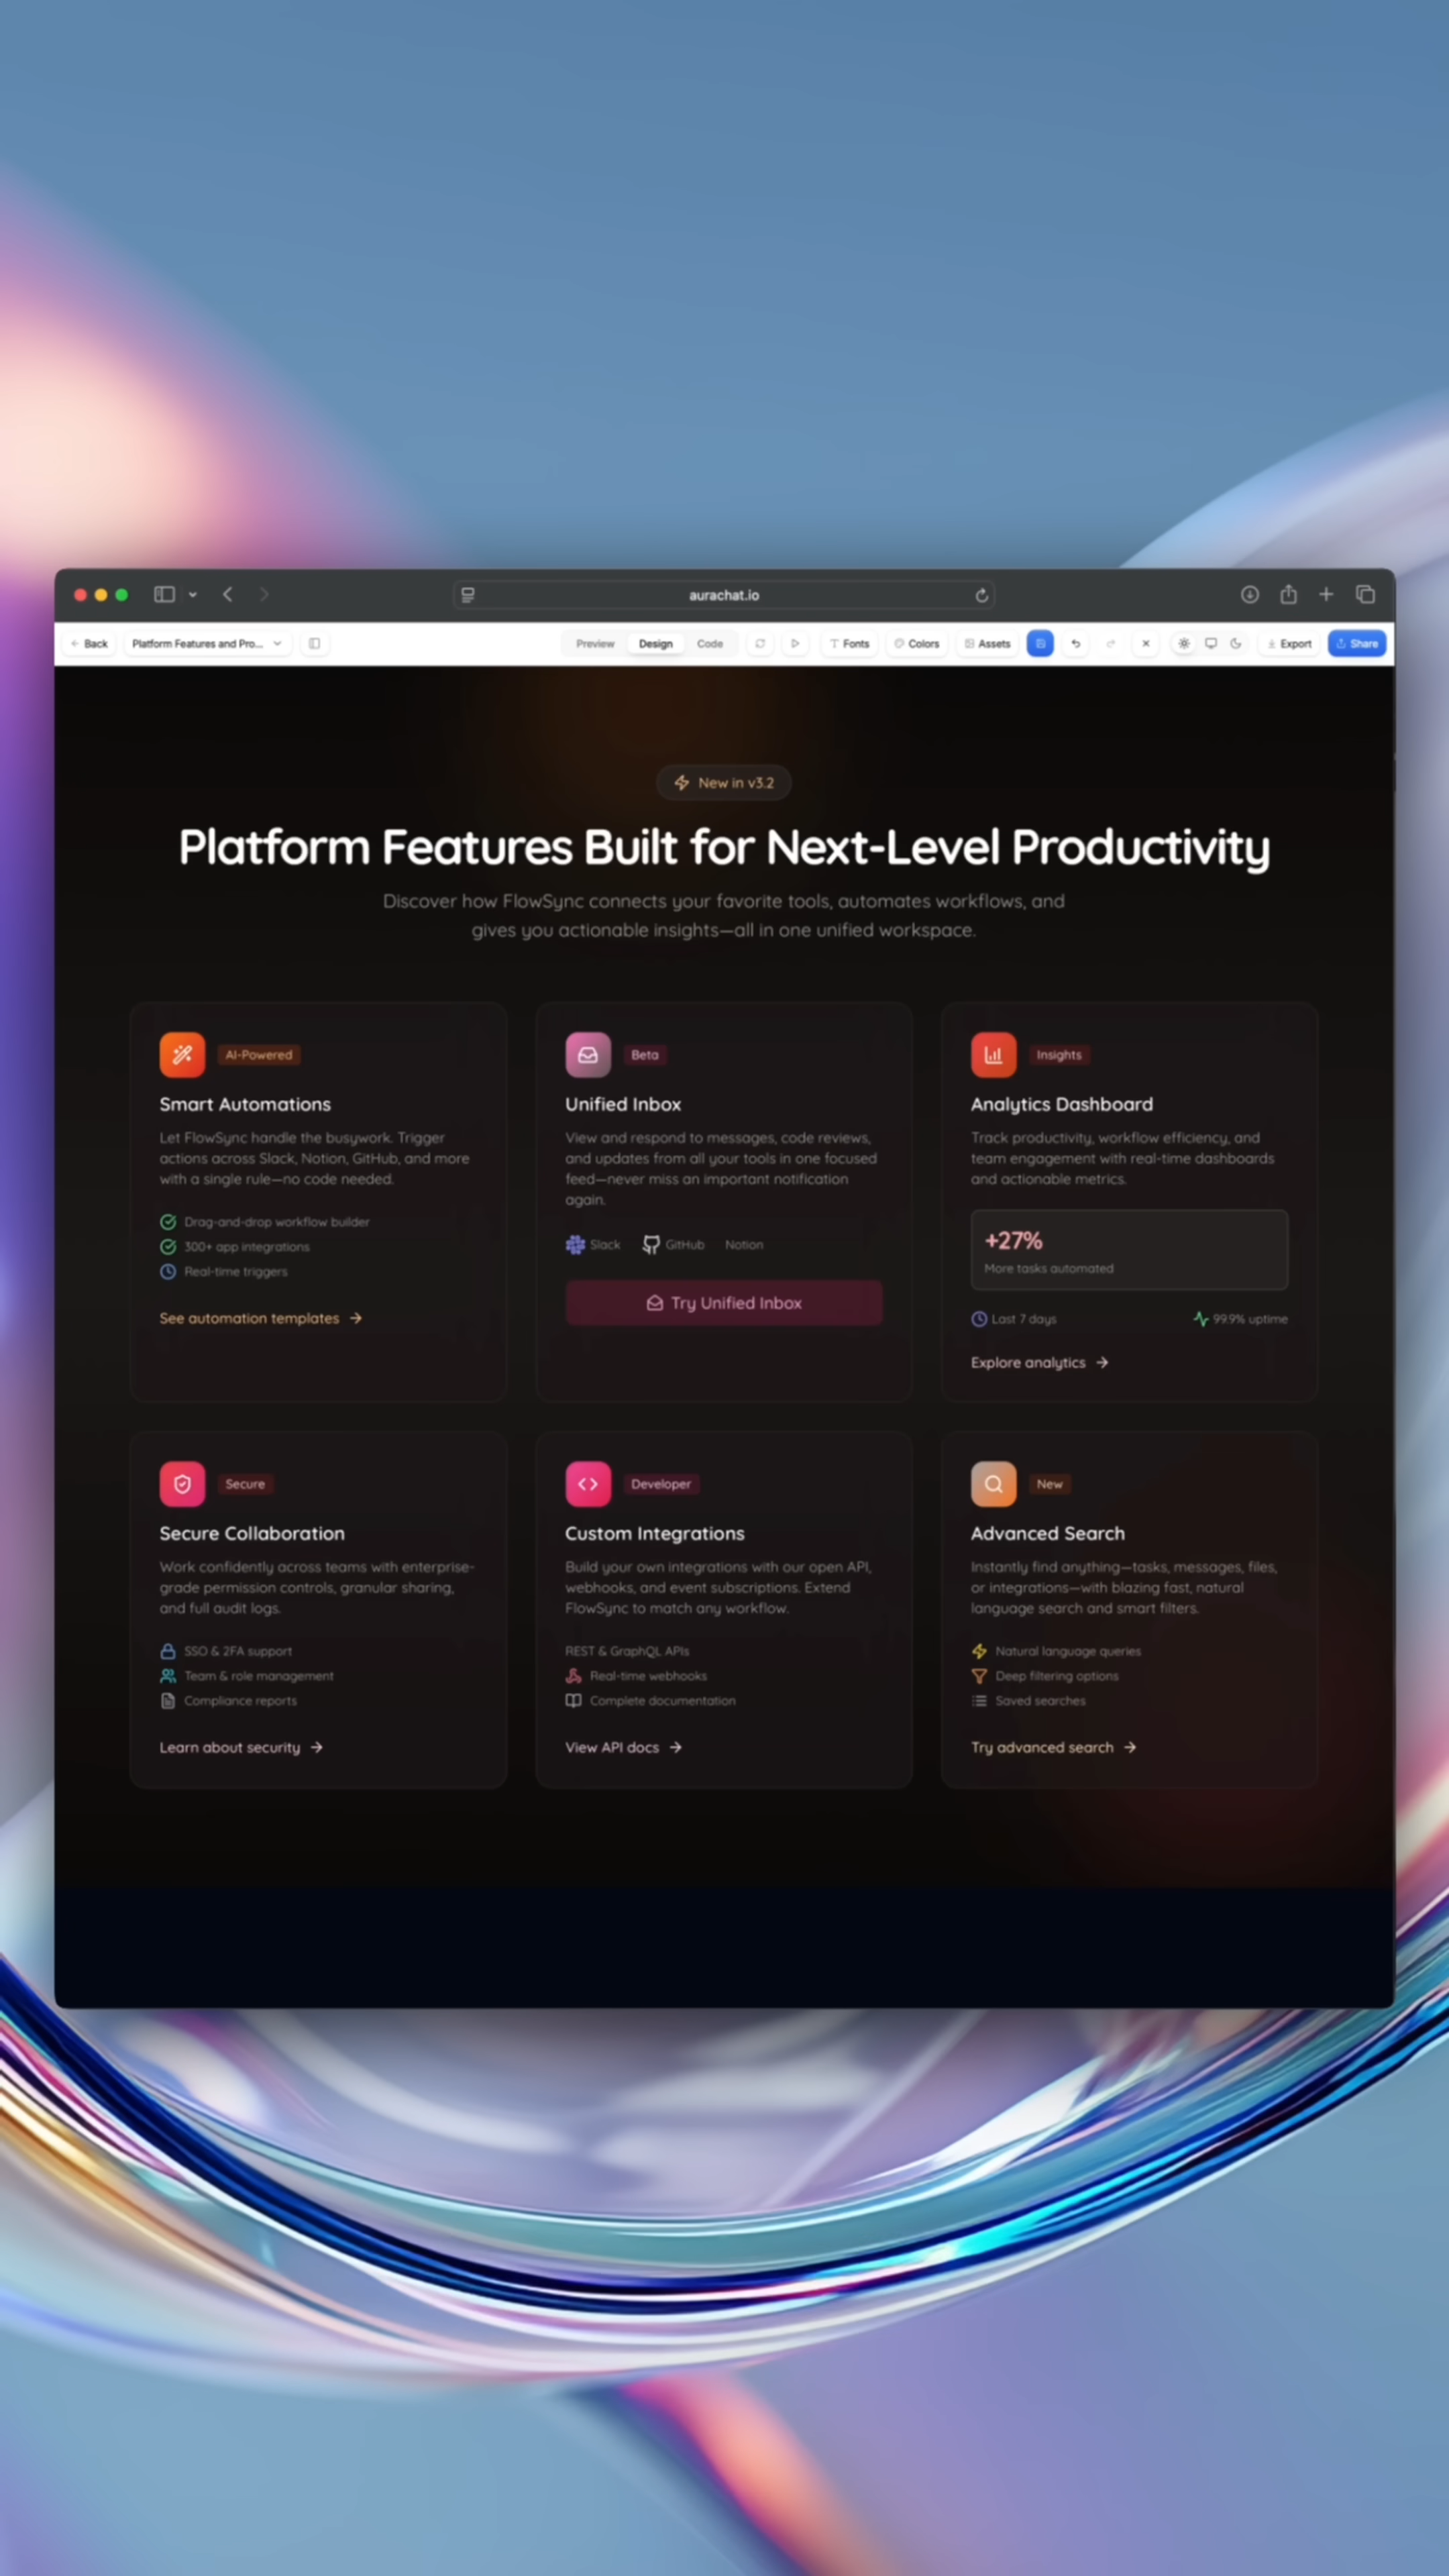 aurachat.io
Back
Platform Features and Pro...
Preview
Design
Code
Fonts
Colors
Assets
Export
Share
New in v3.2
Platform Features Built for Next-Level Productivity
Discover how FlowSync connects your favorite tools, automates workflows, and
gives you actionable insights—all in one unified workspace.
AI-Powered
Smart Automations
Let FlowSync handle the busywork. Trigger
actions across Slack, Notion, GitHub, and more
with a single rule—no code needed.
Drag-and-drop workflow builder
300+ app integrations
Real-time triggers
See automation templates
Beta
Unified Inbox
View and respond to messages, code reviews,
and updates from all your tools in one focused
feed—never miss an important notification
again.
Slack
GitHub
Notion
Try Unified Inbox
Insights
Analytics Dashboard
Track productivity, workflow efficiency, and
team engagement with real-time dashboards
and actionable metrics.
+27%
More tasks automated
Last 7 days
99.9% uptime
Explore analytics
Secure
Secure Collaboration
Work confidently across teams with enterprise-
grade permission controls, granular sharing,
and full audit logs.
SSO & 2FA support
Team & role management
Compliance reports
Learn about security
Developer
Custom Integrations
Build your own integrations with our open API,
webhooks, and event subscriptions. Extend
FlowSync to match any workflow.
REST & GraphQL APIs
Real-time webhooks
Complete documentation
View API docs
New
Advanced Search
Instantly find anything—tasks, messages, files,
or integrations—with blazing fast, natural
language search and smart filters.
Natural language queries
Deep filtering options
Saved searches
Try advanced search